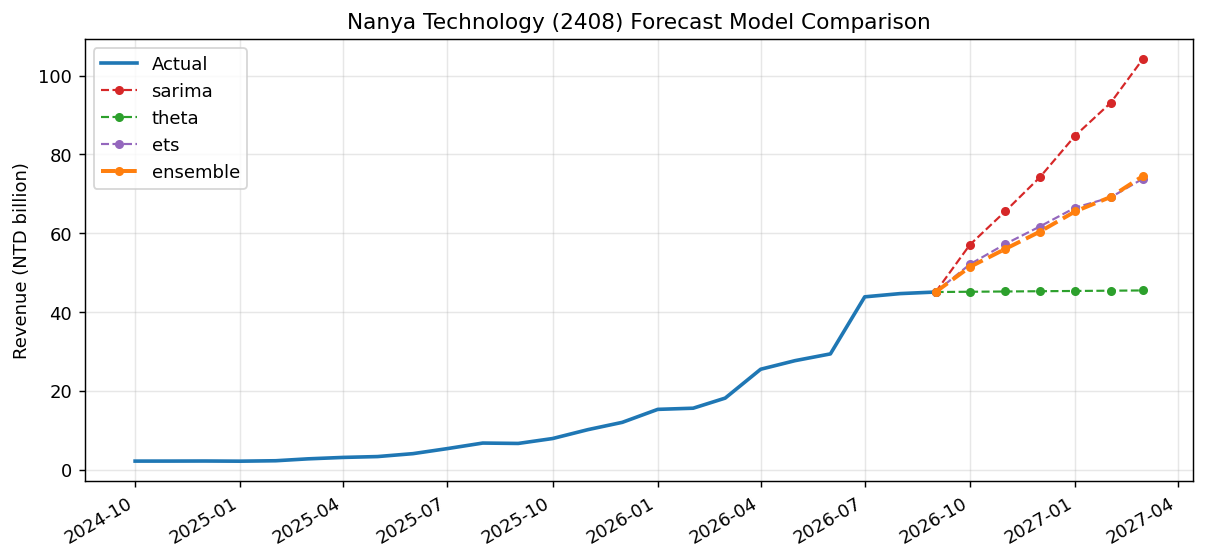 Nanya Technology (2408) Forecast Model Comparison
Actual
sarima
theta
ets
ensemble
Revenue (NTD billion)
100
80
60
40
20
0
2024-10
2025-01
2025-04
2025-07
2025-10
2026-01
2026-04
2026-07
2026-10
2027-01
2027-04